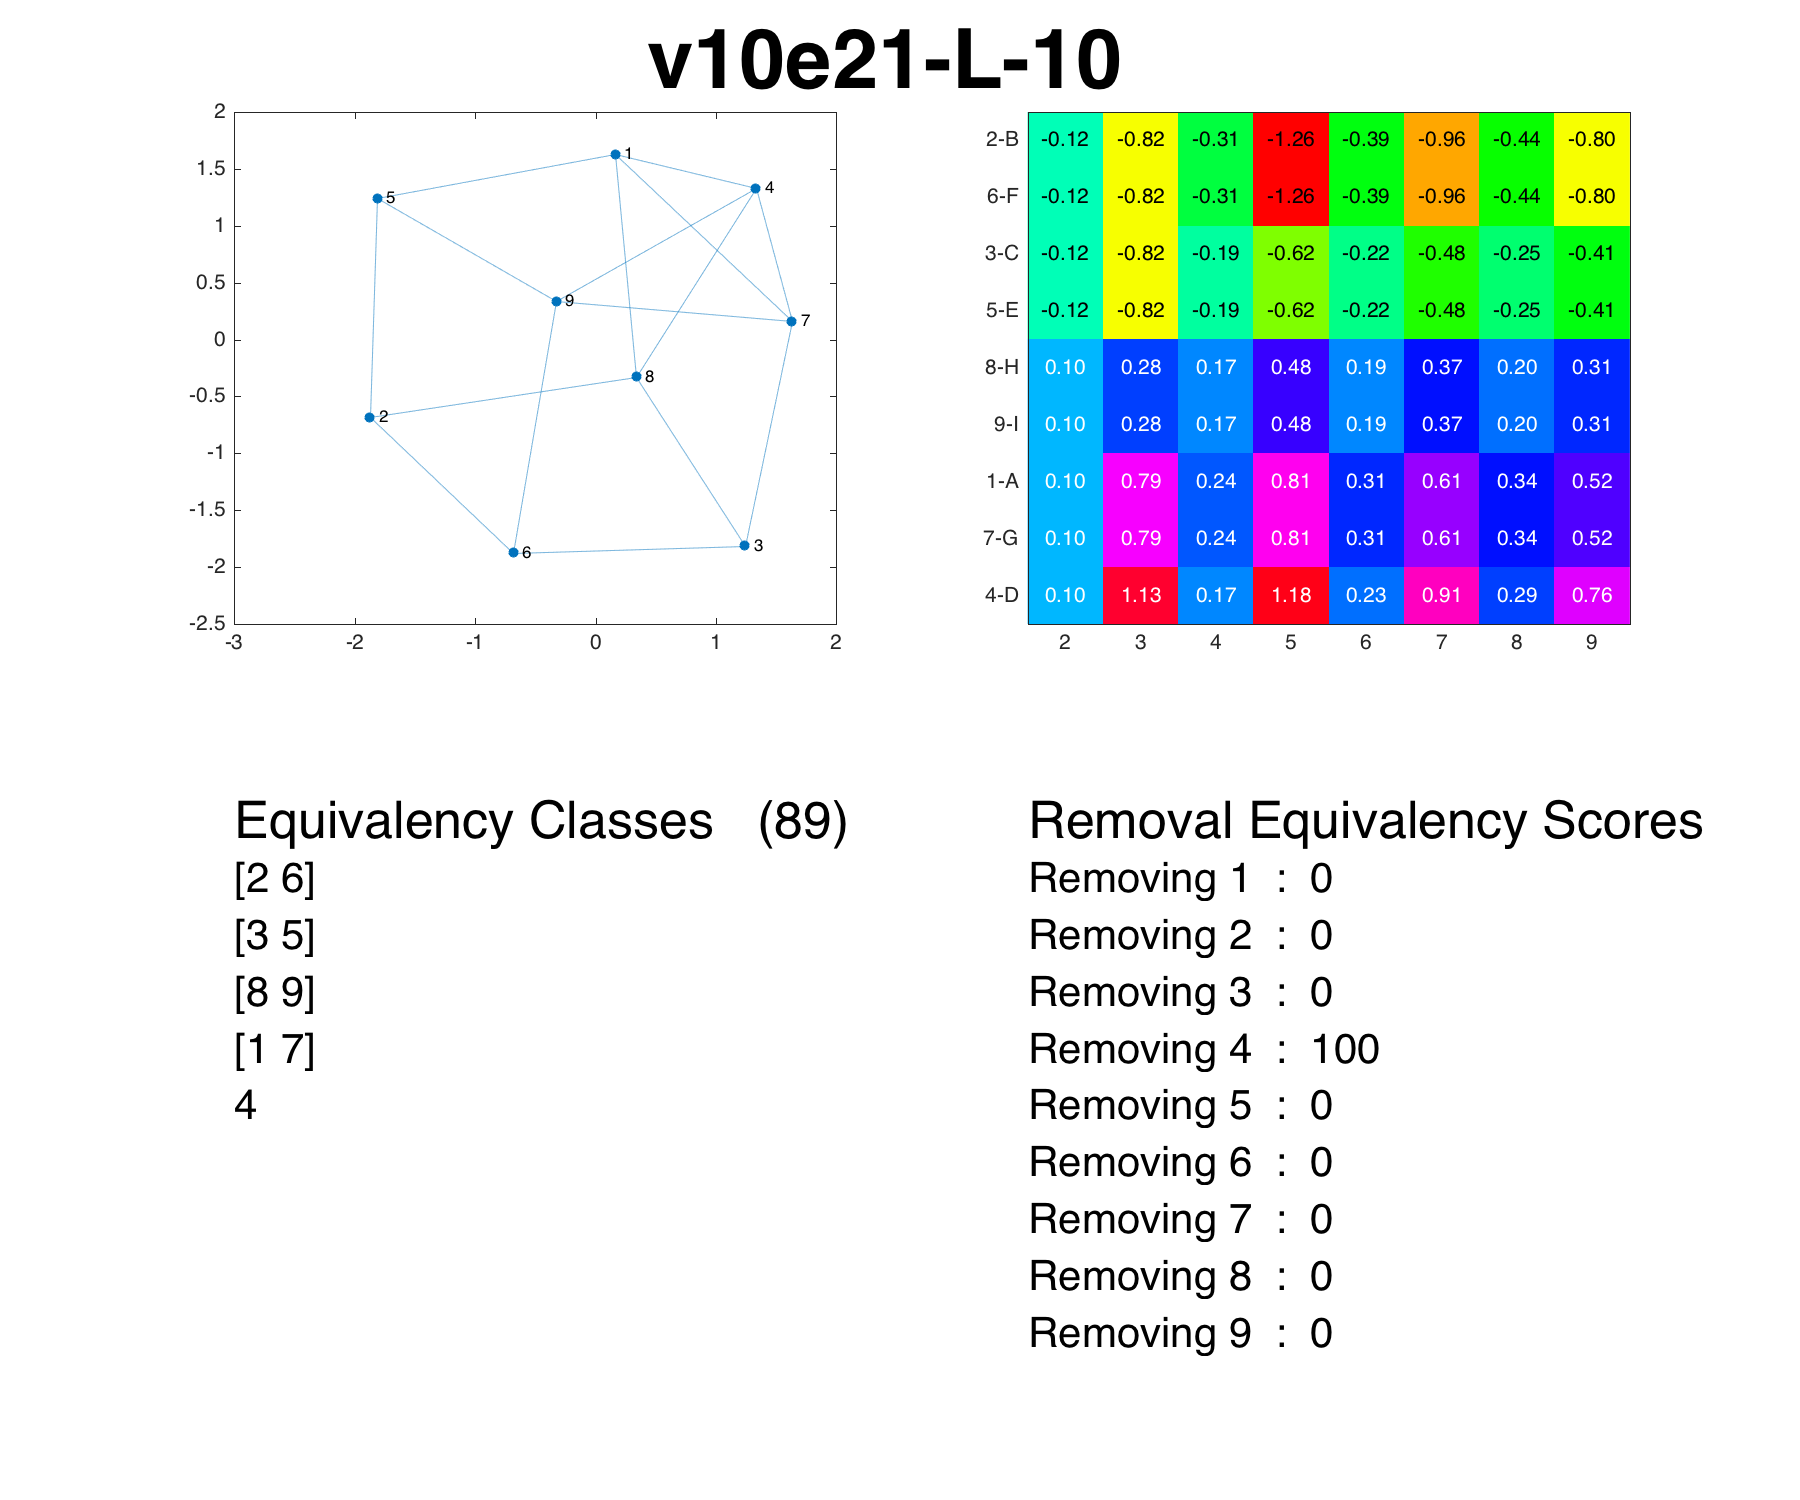 v10e21-L-10
2
1.5
1
0.5
0
-0.5
-1
-1.5
-2
-2.5
-3 -2 -1 0 1 2
1
4
5
9
7
8
2
6
3
2-B -0.12 -0.82 -0.31 -1.26 -0.39 -0.96 -0.44 -0.80
6-F -0.12 -0.82 -0.31 -1.26 -0.39 -0.96 -0.44 -0.80
3-C -0.12 -0.82 -0.19 -0.62 -0.22 -0.48 -0.25 -0.41
5-E -0.12 -0.82 -0.19 -0.62 -0.22 -0.48 -0.25 -0.41
8-H 0.10 0.28 0.17 0.48 0.19 0.37 0.20 0.31
9-I 0.10 0.28 0.17 0.48 0.19 0.37 0.20 0.31
1-A 0.10 0.79 0.24 0.81 0.31 0.61 0.34 0.52
7-G 0.10 0.79 0.24 0.81 0.31 0.61 0.34 0.52
4-D 0.10 1.13 0.17 1.18 0.23 0.91 0.29 0.76
2 3 4 5 6 7 8 9
Equivalency Classes (89)
[2 6]
[3 5]
[8 9]
[1 7]
4
Removal Equivalency Scores
Removing 1 : 0
Removing 2 : 0
Removing 3 : 0
Removing 4 : 100
Removing 5 : 0
Removing 6 : 0
Removing 7 : 0
Removing 8 : 0
Removing 9 : 0